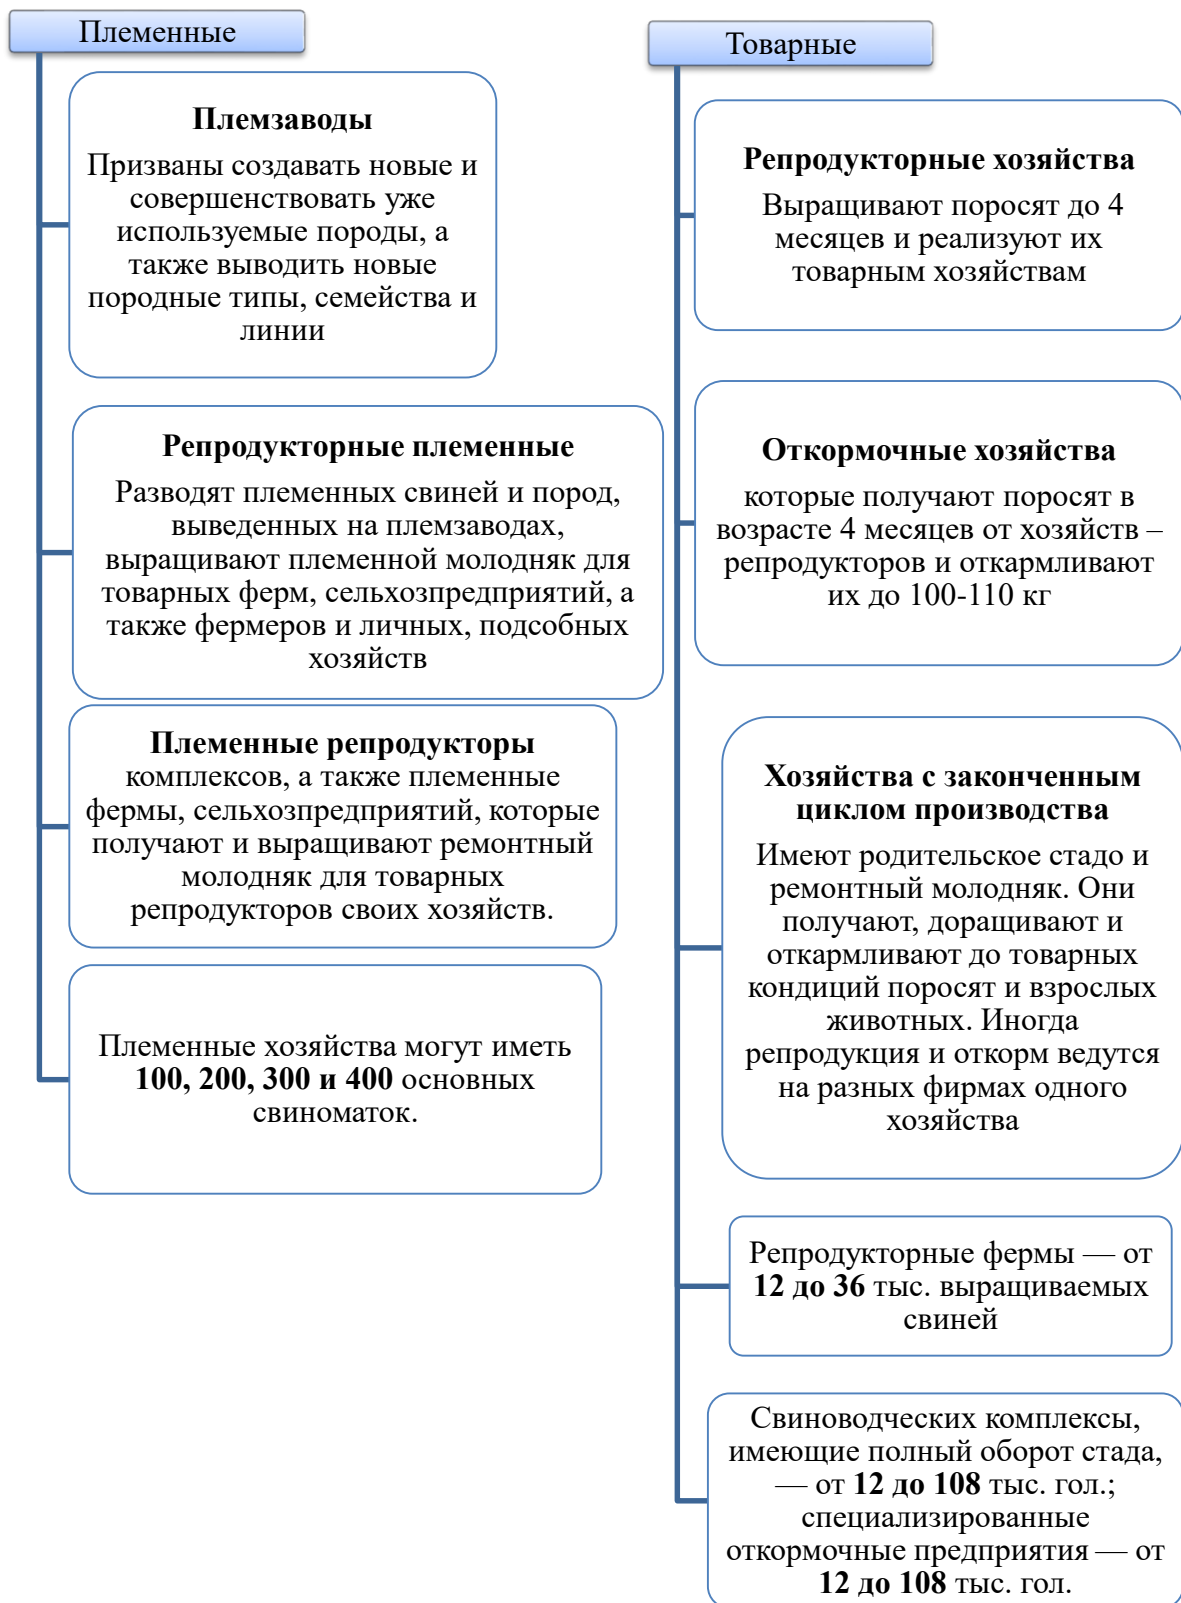 Племенные
Племзаводы
Призваны создавать новые и
совершенствовать уже
используемые породы, а
также выводить новые
породные типы, семейства и
линии
Репродукторные племенные
Разводят племенных свиней и пород,
выведенных на племзаводах,
выращивают племенной молодняк для
товарных ферм, сельхозпредприятий, а
также фермеров и личных, подсобных
хозяйств
Племенные репродукторы
комплексов, а также племенные
фермы, сельхозпредприятий, которые
получают и выращивают ремонтный
молодняк для товарных
репродукторов своих хозяйств.
Племенные хозяйства могут иметь
100, 200, 300 и 400 основных
свиноматок.
Товарные
Репродукторные хозяйства
Выращивают поросят до 4
месяцев и реализуют их
товарным хозяйствам
Откормочные хозяйства
которые получают поросят в
возрасте 4 месяцев от хозяйств –
репродукторов и откармливают
их до 100-110 кг
Хозяйства с законченным
циклом производства
Имеют родительское стадо и
ремонтный молодняк. Они
получают, доращивают и
откармливают до товарных
кондиций поросят и взрослых
животных. Иногда
репродукция и откорм ведутся
на разных фирмах одного
хозяйства
Репродукторные фермы — от
12 до 36 тыс. выращиваемых
свиней
Свиноводческих комплексы,
имеющие полный оборот стада,
— от 12 до 108 тыс. гол.;
специализированные
откормочные предприятия — от
12 до 108 тыс. гол.